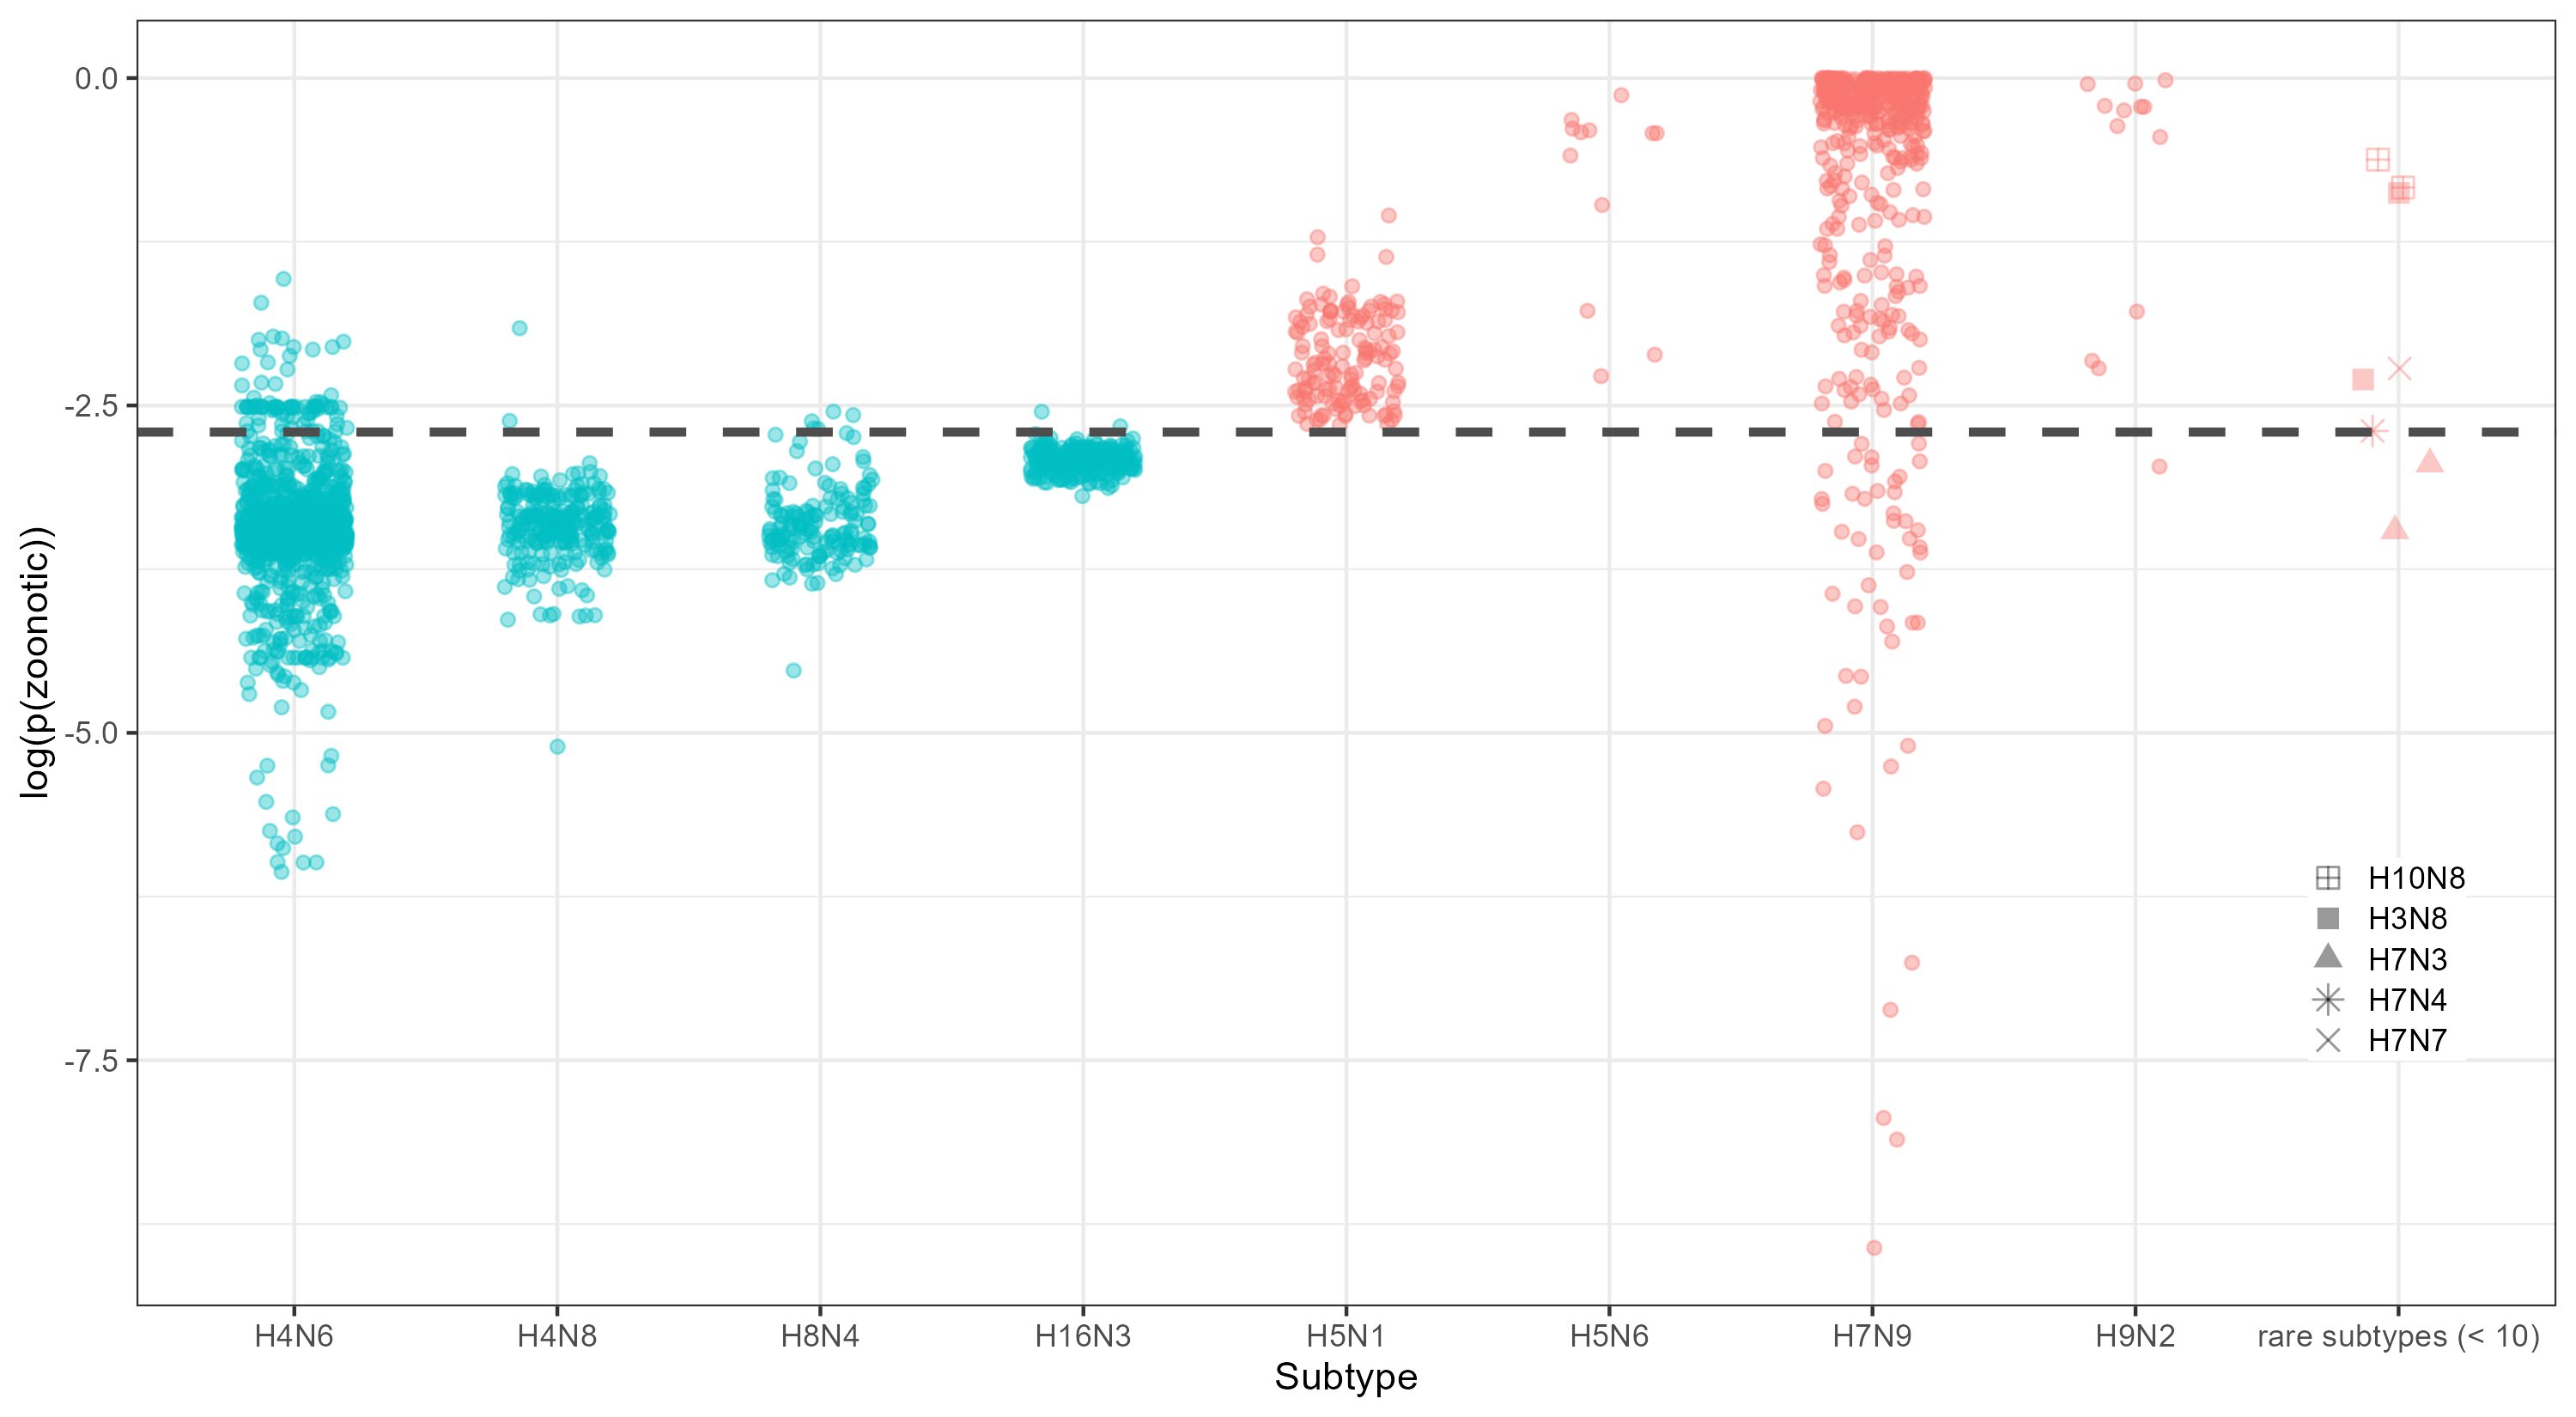 log(p(zoonotic))
0.0
-2.5
-5.0
-7.5
H10N8
H3N8
H7N3
H7N4
H7N7
H4N6 H4N8 H8N4 H16N3 H5N1 H5N6 H7N9 H9N2 rare subtypes (< 10)
Subtype